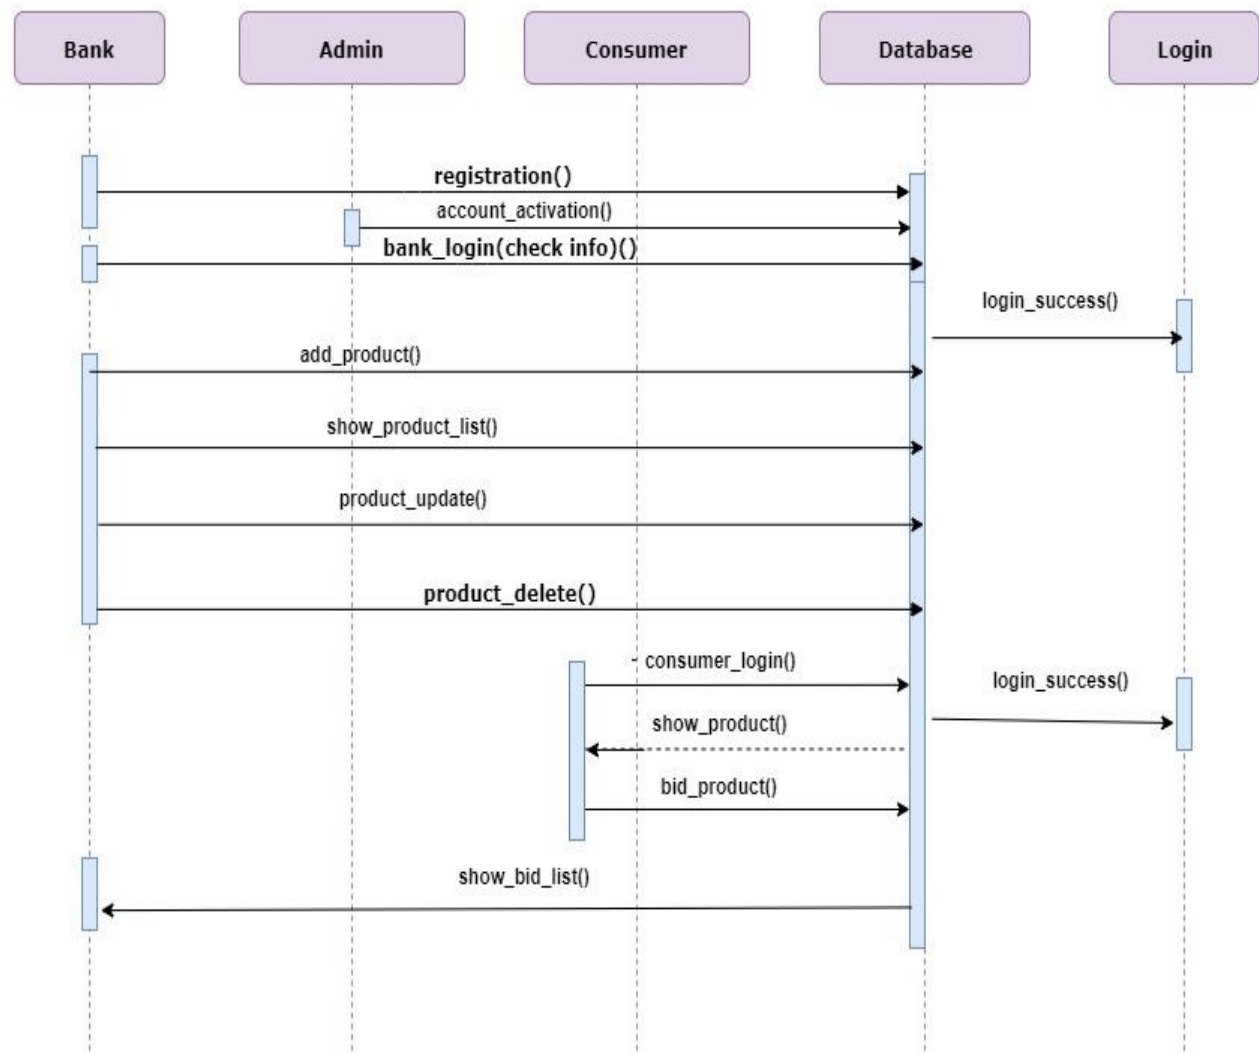 Bank
Admin
Consumer
Database
Login
registration()
account_activation()
bank_login(check info)()
login_success()
add_product()
show_product_list()
product_update()
product_delete()
- consumer_login()
login_success()
show_product()
bid_product()
show_bid_list()